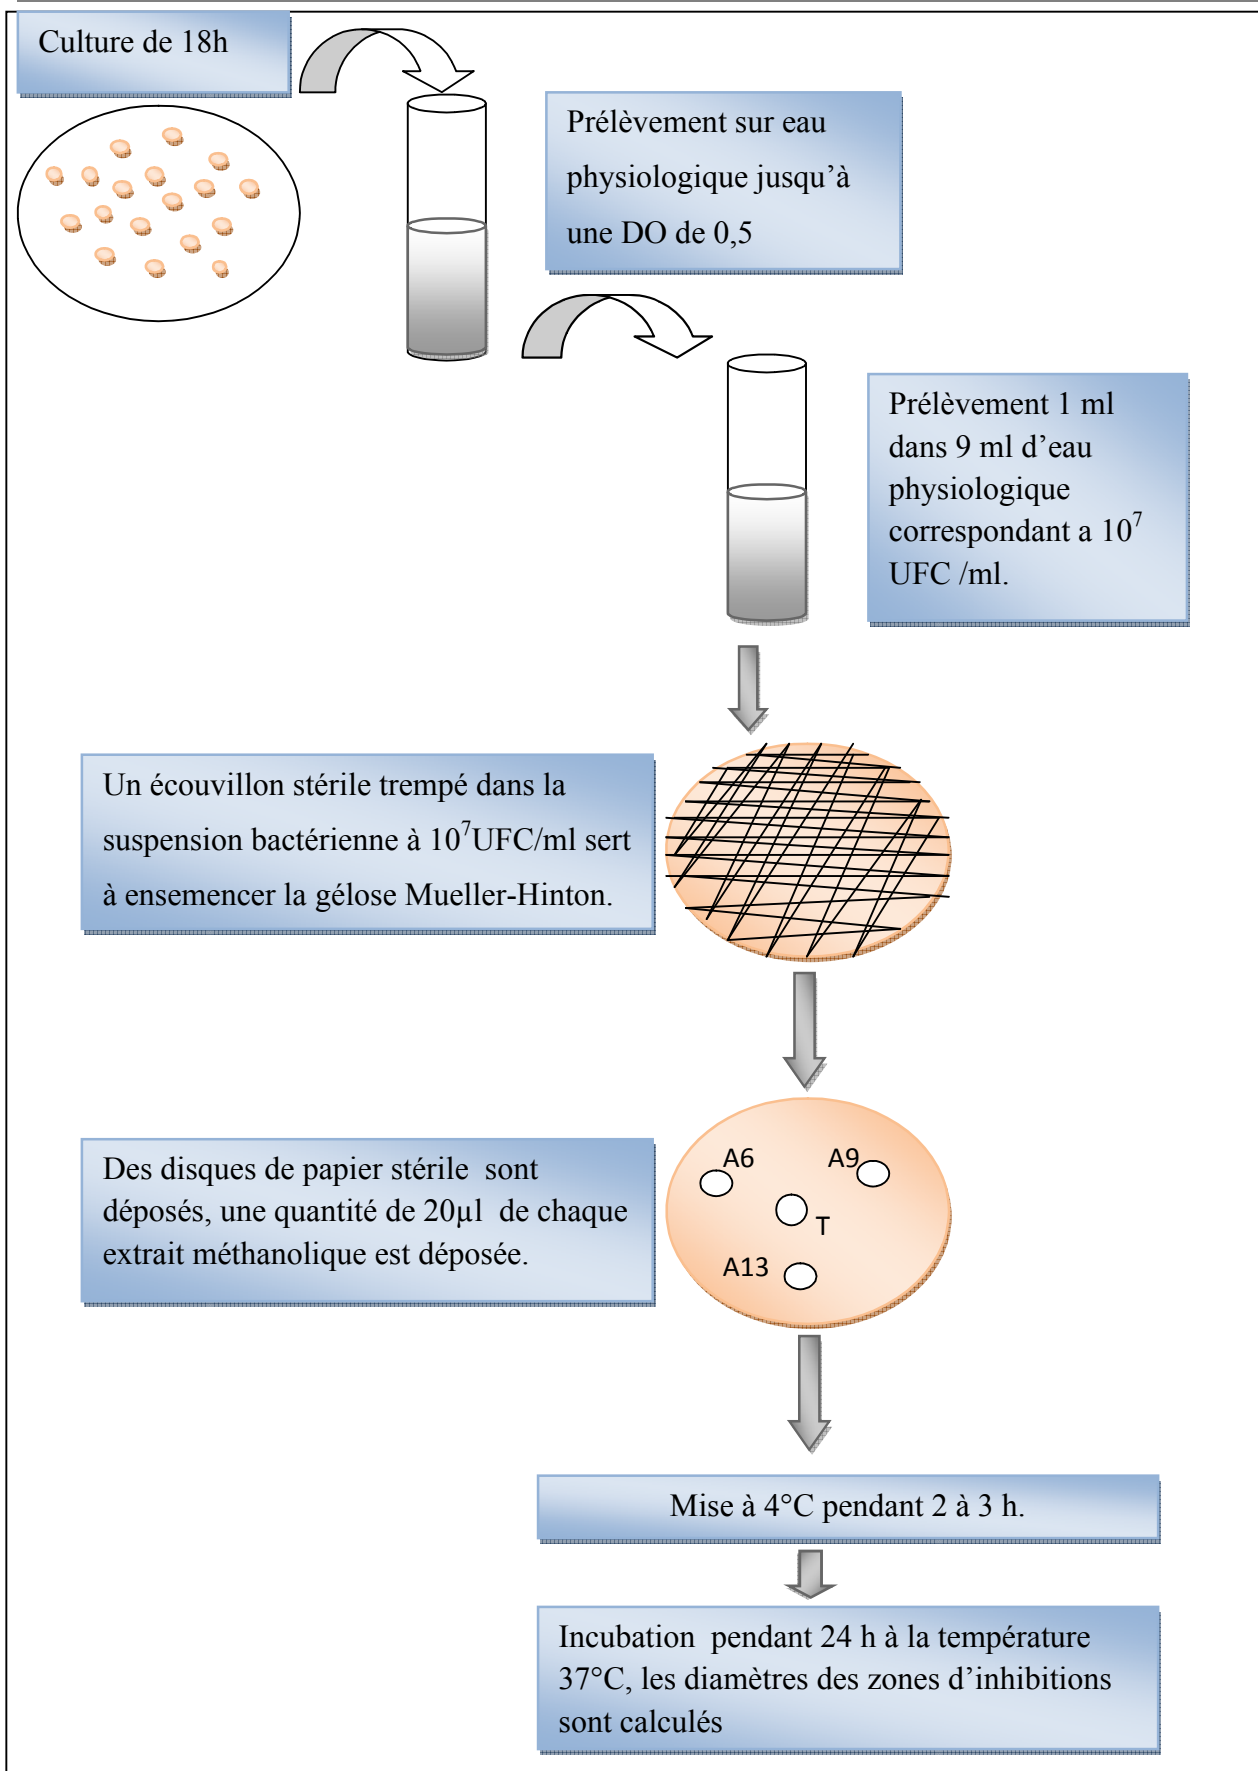 Culture de 18h
Prélèvement sur eau
physiologique jusqu’à
une DO de 0,5
Prélèvement 1 ml
dans 9 ml d’eau
physiologique
correspondant a 10⁷
UFC /ml.
Un écouvillon stérile trempé dans la
suspension bactérienne à 10⁷UFC/ml sert
à ensemencer la gélose Mueller-Hinton.
Des disques de papier stérile sont
déposés, une quantité de 20µl de chaque
extrait méthanolique est déposée.
A6
A9
T
A13
Mise à 4°C pendant 2 à 3 h.
Incubation pendant 24 h à la température
37°C, les diamètres des zones d’inhibitions
sont calculés